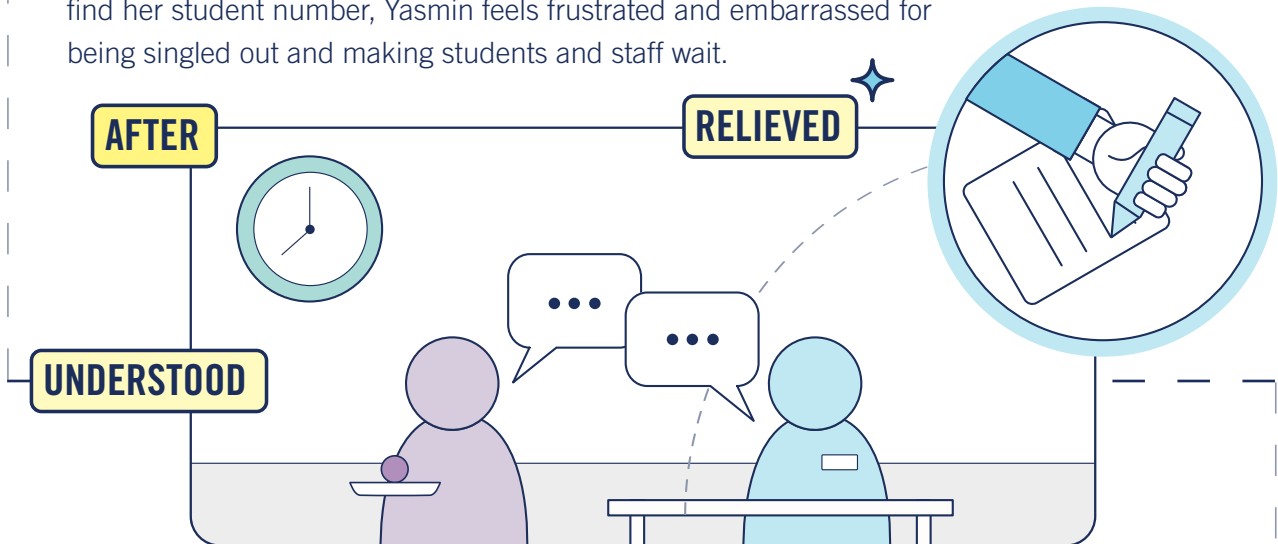 find her student number, Yasmin feels frustrated and embarrassed for
being singled out and making students and staff wait.
AFTER
RELIEVED
UNDERSTOOD